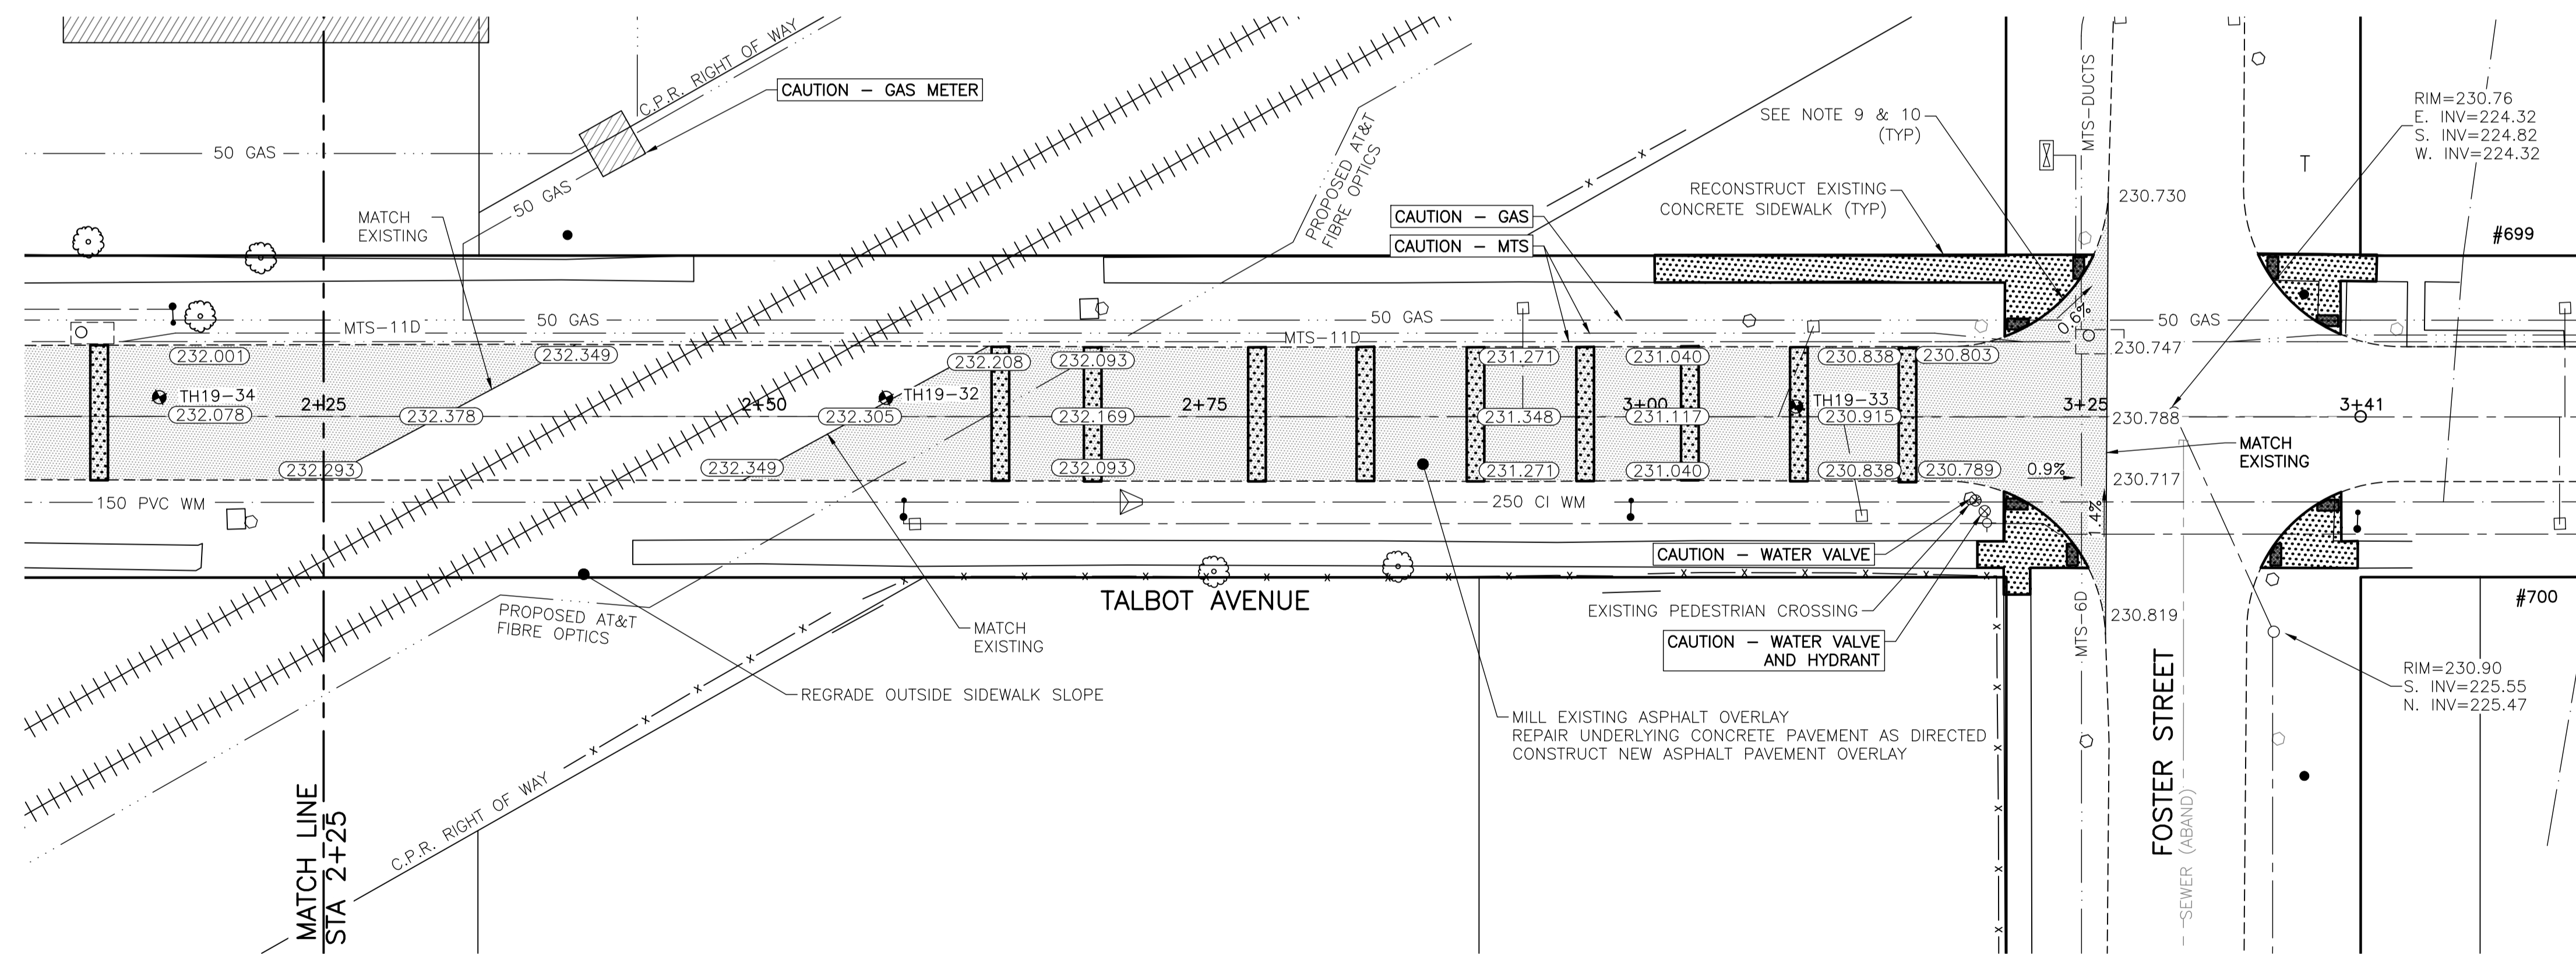 C.P.R. RIGHT OF WAY
CAUTION – GAS METER
50 GAS
50 GAS
MATCH
EXISTING
PROPOSED AT&T
FIBRE OPTICS
SEE NOTE 9 & 10
(TYP)
RECONSTRUCT EXISTING
CONCRETE SIDEWALK (TYP)
CAUTION – GAS
CAUTION – MTS
MTS-DUCTS
230.730
RIM=230.76
E. INV=224.32
S. INV=224.82
W. INV=224.32
T
#699
MTS-11D
50 GAS
50 GAS
MTS-11D
0.6%
50 GAS
230.747
232.001
232.349
232.208
232.093
231.271
231.040
230.838
230.803
TH19-34
TH19-32
TH19-33
2+25
2+50
2+75
3+00
3+25
3+41
232.078
232.378
232.305
232.169
231.348
231.117
230.915
230.788
232.293
232.349
232.093
231.271
231.040
230.838
230.789
0.9%
230.717
MATCH
EXISTING
150 PVC WM
250 CI WM
1.4%
CAUTION – WATER VALVE
EXISTING PEDESTRIAN CROSSING
CAUTION – WATER VALVE
AND HYDRANT
TALBOT AVENUE
PROPOSED AT&T
FIBRE OPTICS
MATCH
EXISTING
REGRADE OUTSIDE SIDEWALK SLOPE
MILL EXISTING ASPHALT OVERLAY
REPAIR UNDERLYING CONCRETE PAVEMENT AS DIRECTED
CONSTRUCT NEW ASPHALT PAVEMENT OVERLAY
MTS-6D
230.819
#700
RIM=230.90
S. INV=225.55
N. INV=225.47
FOSTER STREET
SEWER (ABAND)
C.P.R. RIGHT OF WAY
MATCH LINE
STA 2+25